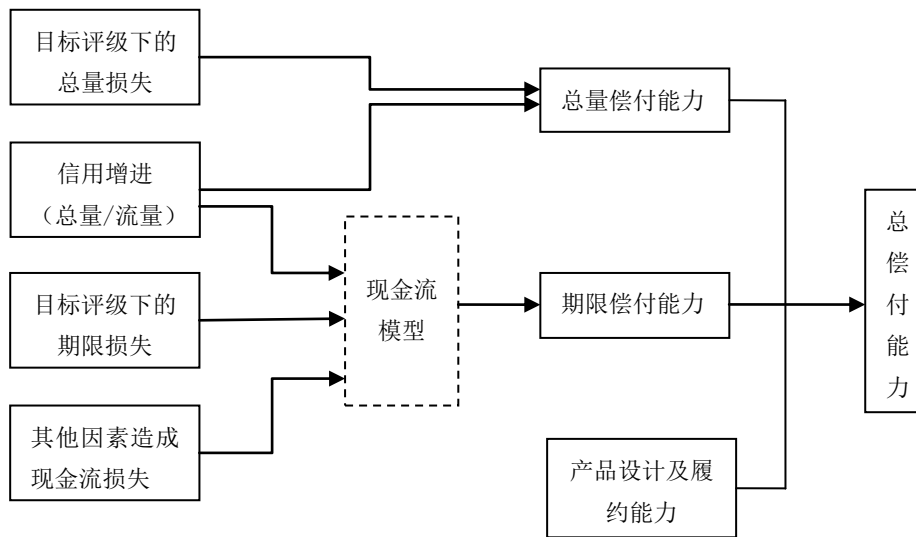 目标评级下的
总量损失
总量偿付能力
信用增进
（总量/流量）
现金流
模型
目标评级下的
期限损失
期限偿付能力
其他因素造成
现金流损失
产品设计及履
约能力
总
偿
付
能
力